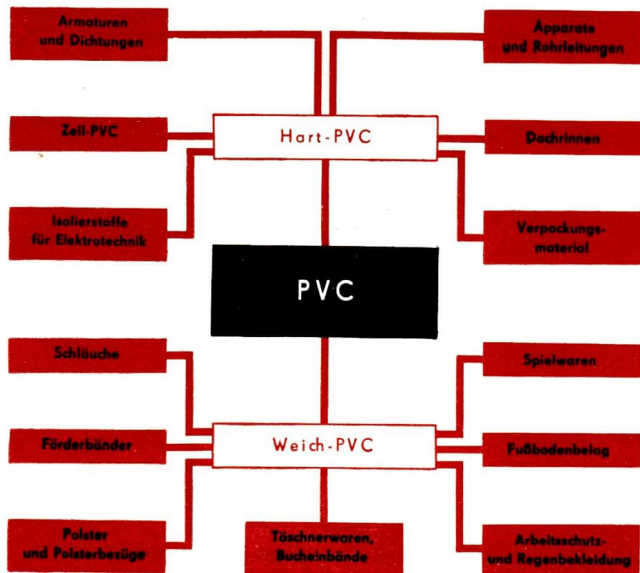 Armaturen
und Dichtungen
Apparate
und Rohrleitungen
Zell-PVC
Hart-PVC
Dachrinnen
Isolierstoffe
für Elektrotechnik
Verpackungs-
material
PVC
Schläuche
Spielwaren
Förderbänder
Weich-PVC
Fußbodenbelag
Polster
und Polsterbezüge
Täschnerwaren,
Bucheinbände
Arbeitsschutz-
und Regenbekleidung